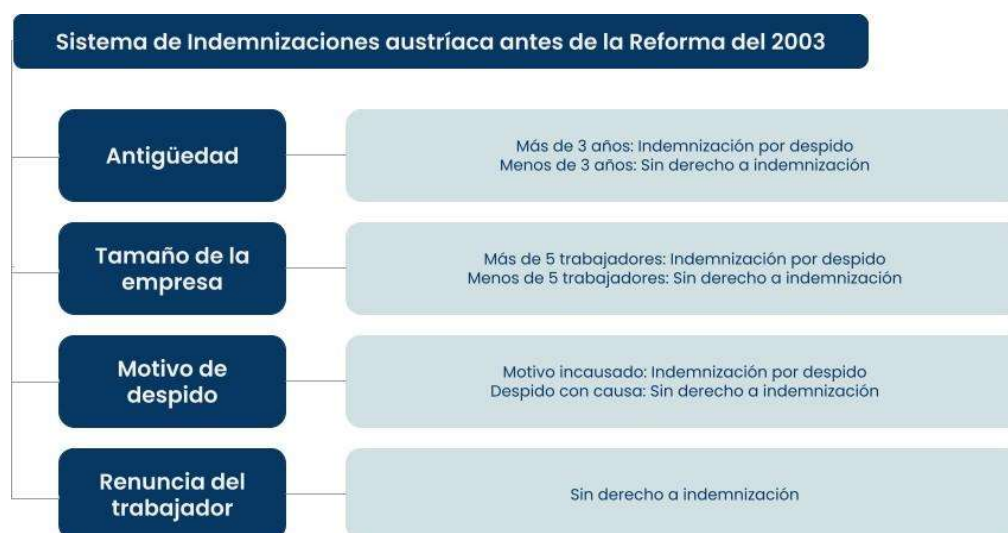 Sistema de Indemnizaciones austríaca antes de la Reforma del 2003
Antigüedad
Más de 3 años: Indemnización por despido
Menos de 3 años: Sin derecho a indemnización
Tamaño de la
empresa
Más de 5 trabajadores: Indemnización por despido
Menos de 5 trabajadores: Sin derecho a indemnización
Motivo de
despido
Motivo incausado: Indemnización por despido
Despido con causa: Sin derecho a indemnización
Renuncia del
trabajador
Sin derecho a indemnización